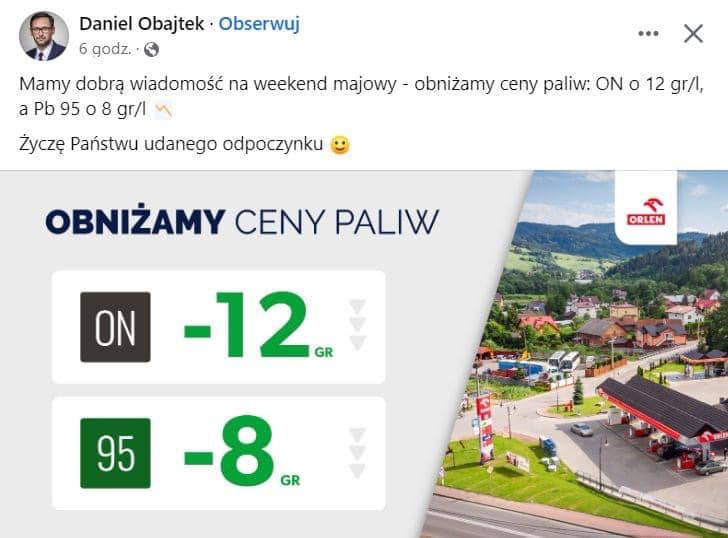 Daniel Obajtek · Obserwuj
6 godz. ·
Mamy dobrą wiadomość na weekend majowy - obniżamy ceny paliw: ON o 12 gr/l,
a Pb 95 o 8 gr/l
Życzę Państwu udanego odpoczynku
OBNIŻAMY CENY PALIW
ORLEN
ON -12 GR
95 -8 GR